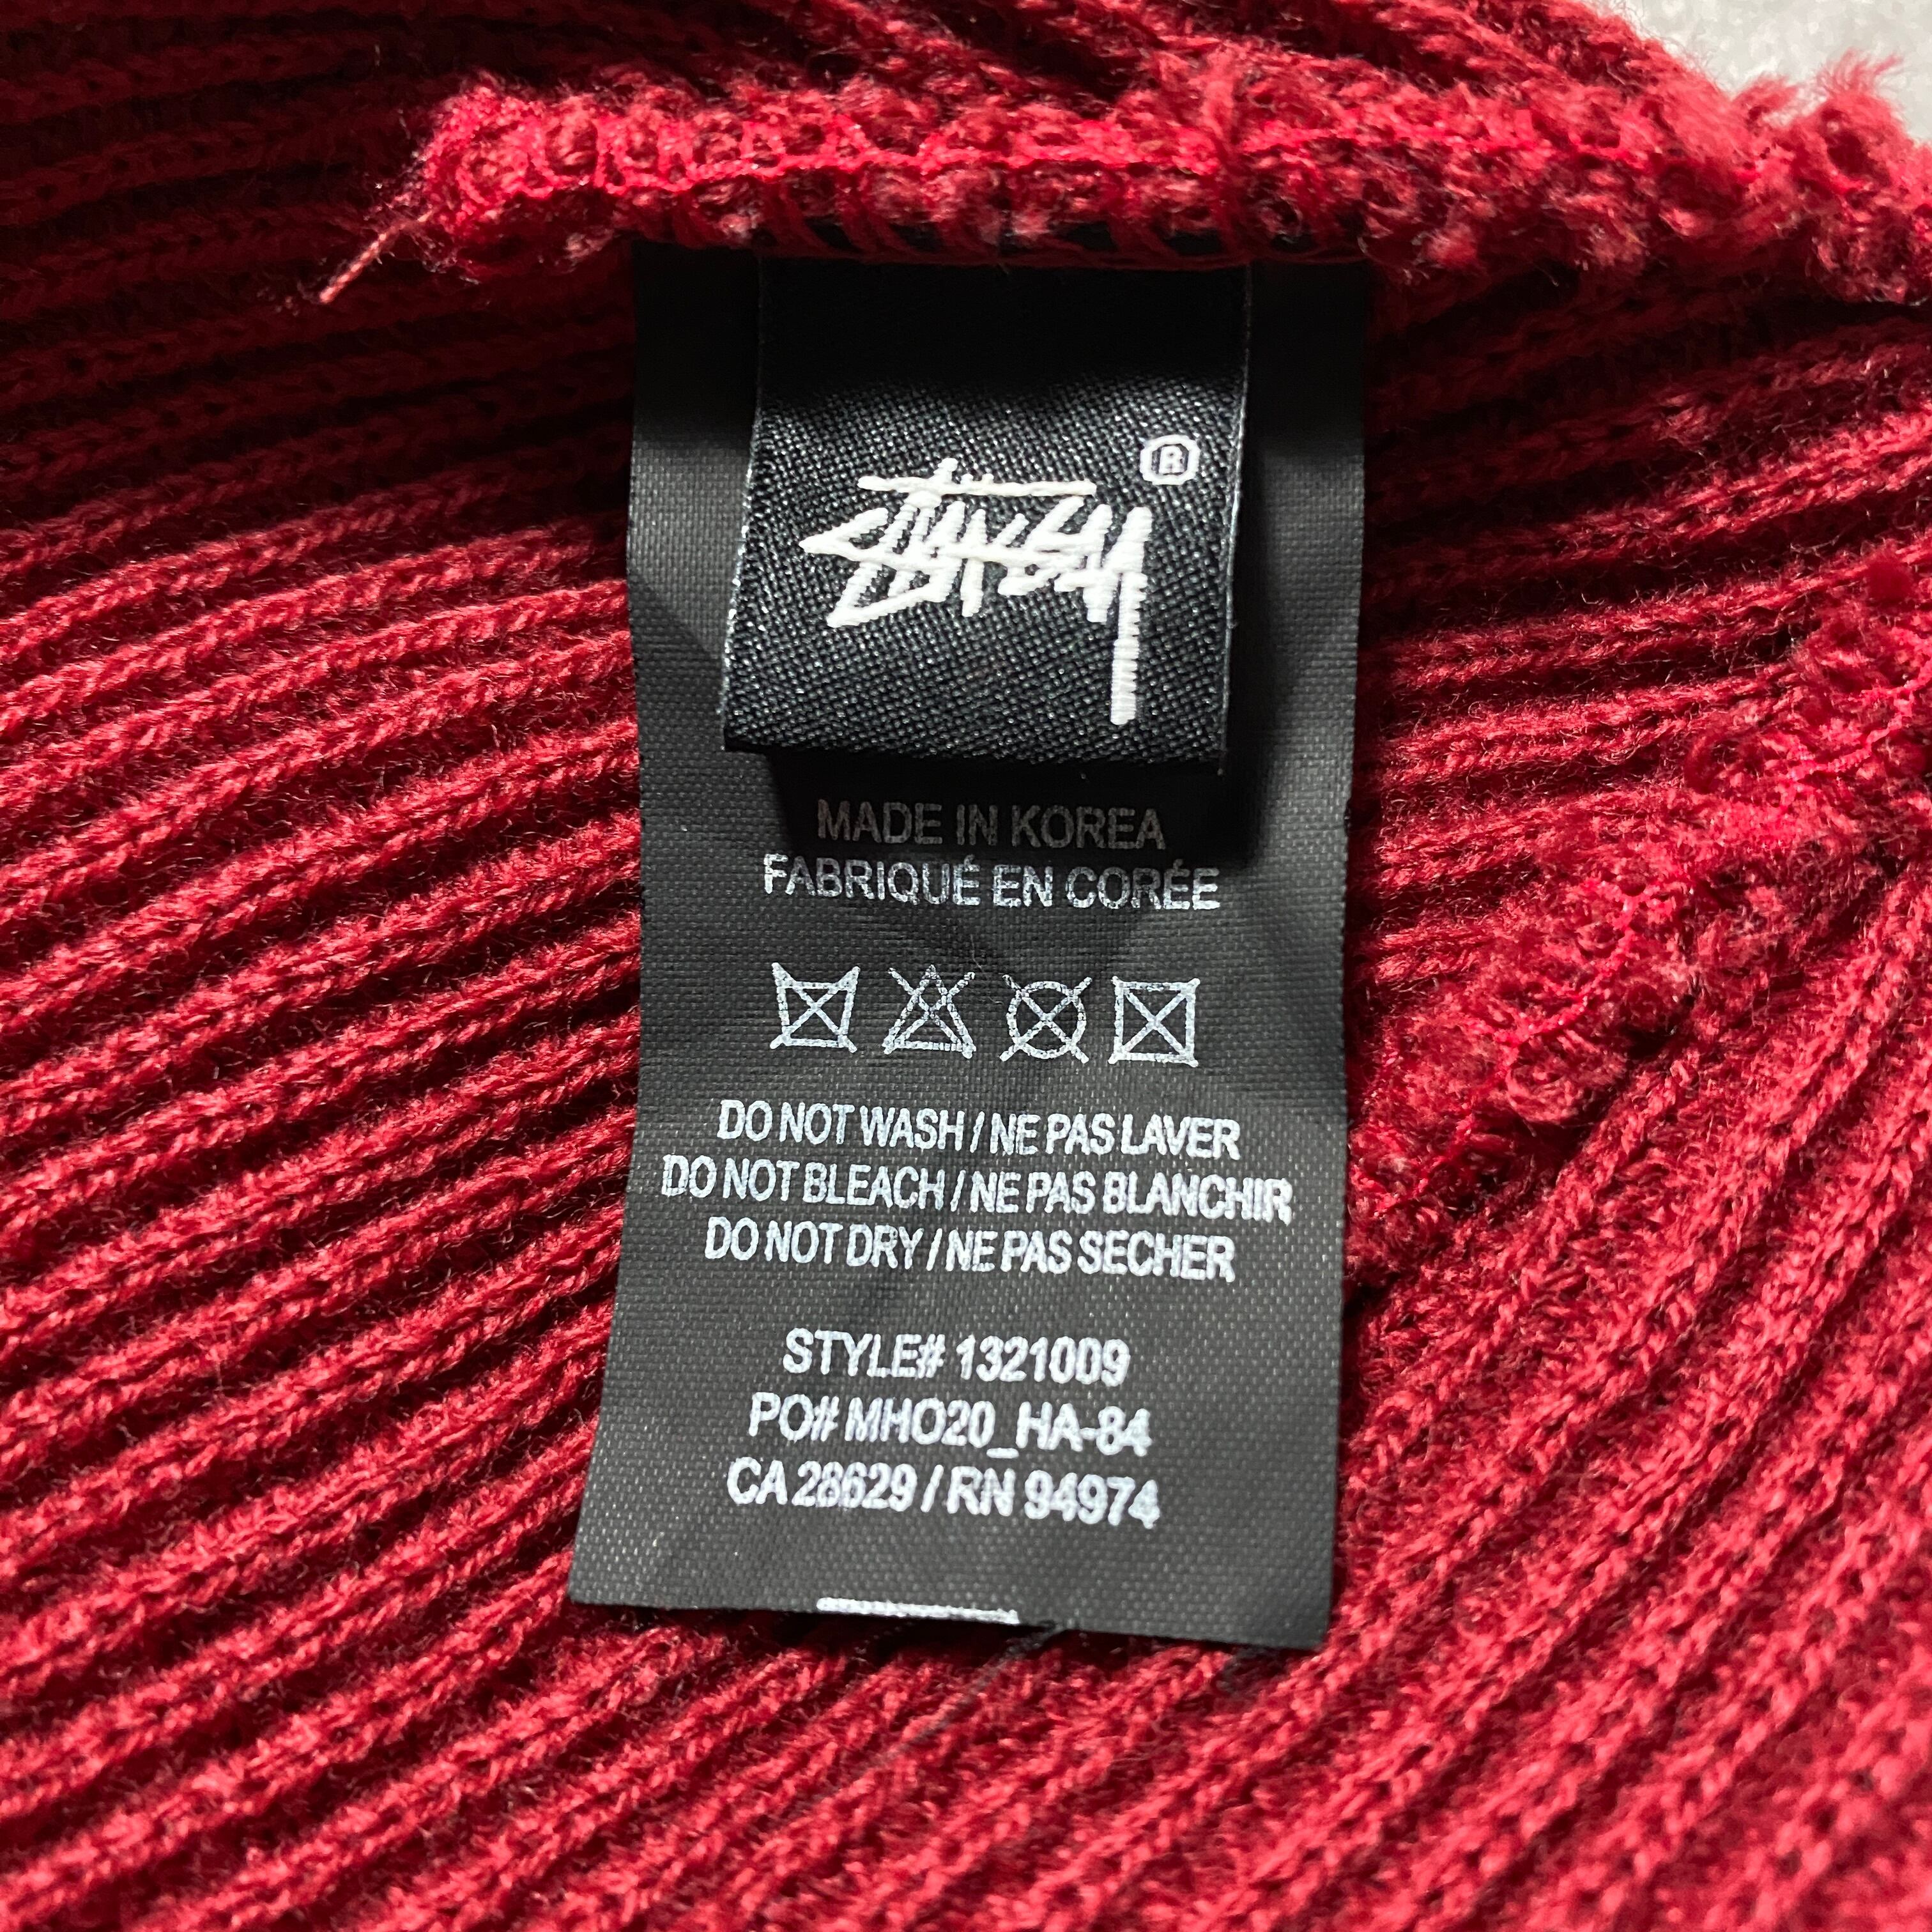 Stüssy ®
MADE IN KOREA
FABRIQUÉ EN CORÉE
DO NOT WASH / NE PAS LAVER
DO NOT BLEACH / NE PAS BLANCHIR
DO NOT DRY / NE PAS SECHER
STYLE# 1321009
PO# MHO20_HA-84
CA 28629 / RN 94974